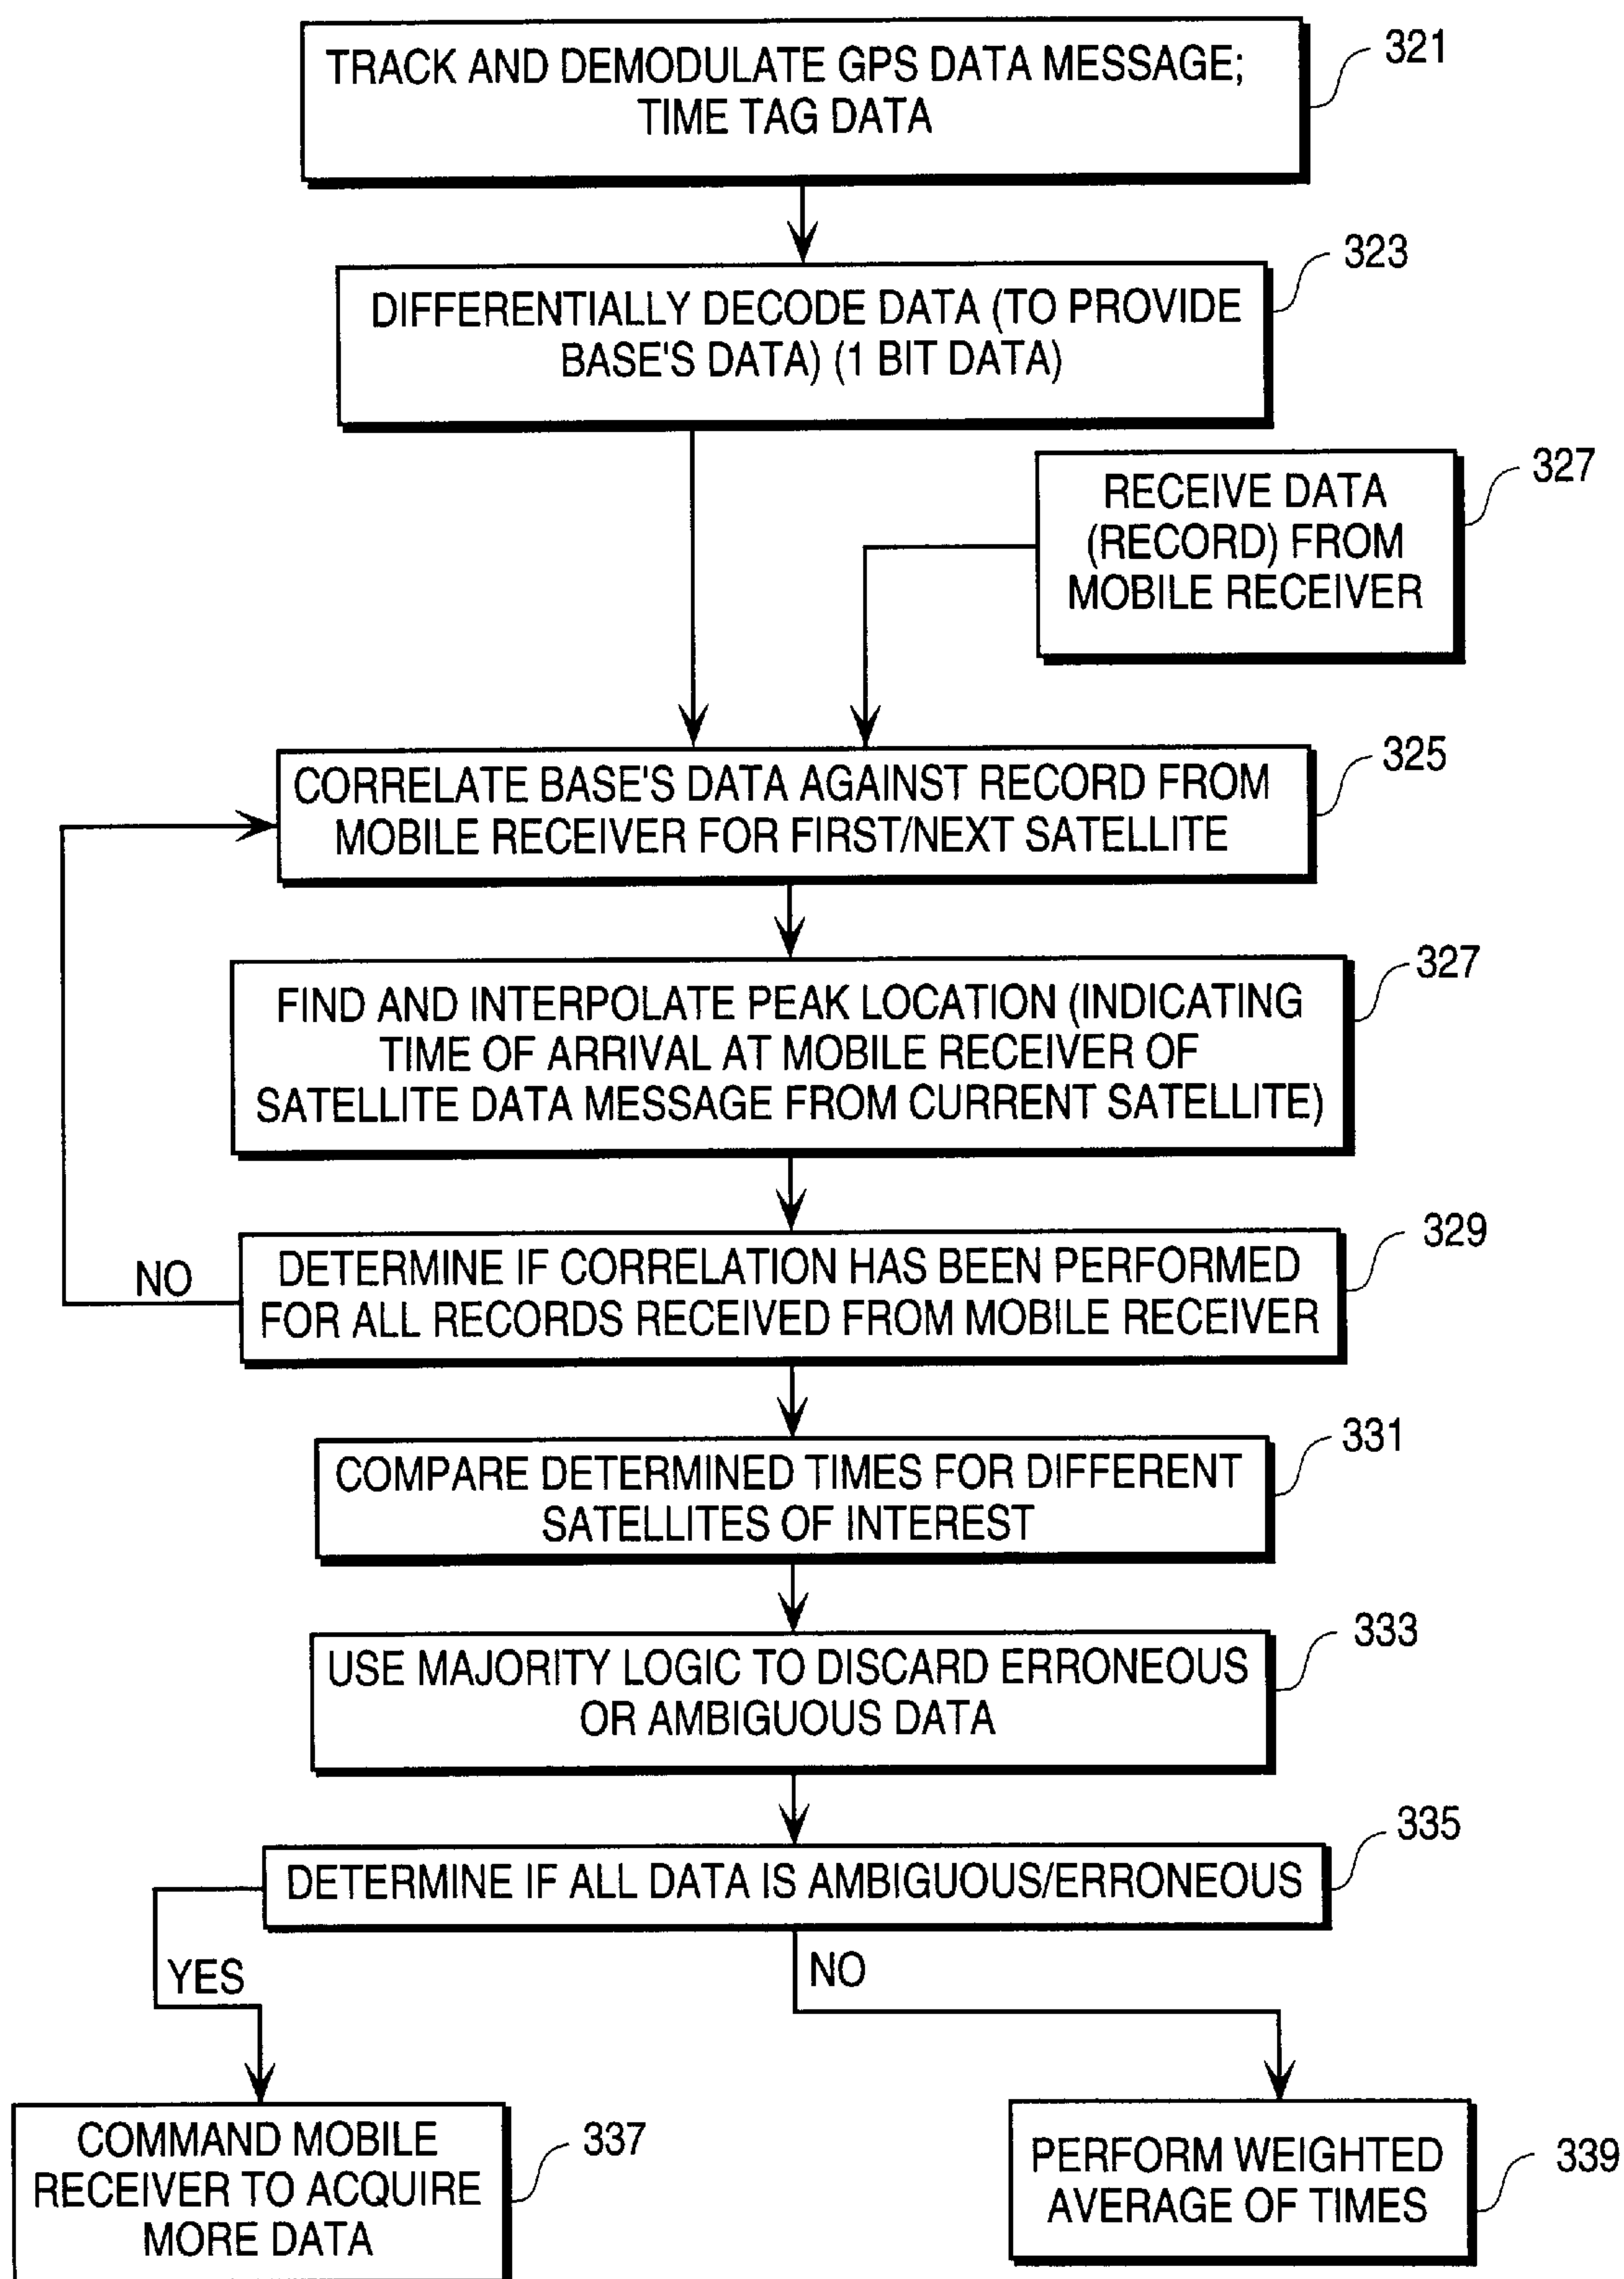 TRACK AND DEMODULATE GPS DATA MESSAGE;
TIME TAG DATA
321
DIFFERENTIALLY DECODE DATA (TO PROVIDE
BASE'S DATA) (1 BIT DATA)
323
RECEIVE DATA
(RECORD) FROM
MOBILE RECEIVER
327
CORRELATE BASE'S DATA AGAINST RECORD FROM
MOBILE RECEIVER FOR FIRST/NEXT SATELLITE
325
FIND AND INTERPOLATE PEAK LOCATION (INDICATING
TIME OF ARRIVAL AT MOBILE RECEIVER OF
SATELLITE DATA MESSAGE FROM CURRENT SATELLITE)
327
NO
DETERMINE IF CORRELATION HAS BEEN PERFORMED
FOR ALL RECORDS RECEIVED FROM MOBILE RECEIVER
329
COMPARE DETERMINED TIMES FOR DIFFERENT
SATELLITES OF INTEREST
331
USE MAJORITY LOGIC TO DISCARD ERRONEOUS
OR AMBIGUOUS DATA
333
DETERMINE IF ALL DATA IS AMBIGUOUS/ERRONEOUS
335
YES
NO
COMMAND MOBILE
RECEIVER TO ACQUIRE
MORE DATA
337
PERFORM WEIGHTED
AVERAGE OF TIMES
339